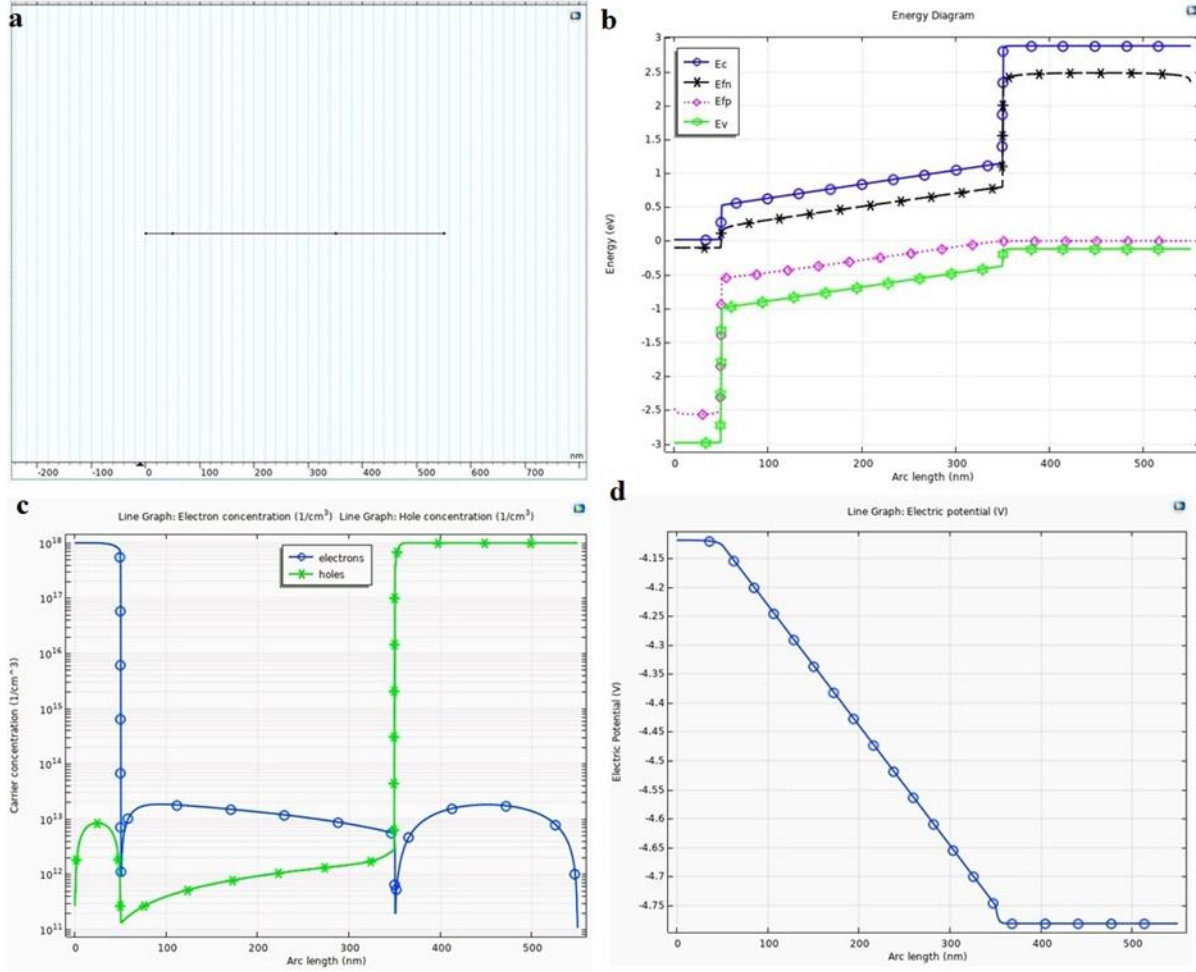 a
-200 -100 0 100 200 300 400 500 600 700
nm
b
Energy Diagram
Energy (eV)
3
2.5
2
1.5
1
0.5
0
-0.5
-1
-1.5
-2
-2.5
-3
Ec
Efn
Efp
Ev
0 100 200 300 400 500
Arc length (nm)
c
Line Graph: Electron concentration (1/cm³) Line Graph: Hole concentration (1/cm³)
Carrier concentration (1/cm^3)
10¹⁸
10¹⁷
10¹⁶
10¹⁵
10¹⁴
10¹³
10¹²
10¹¹
electrons
holes
0 100 200 300 400 500
Arc length (nm)
d
Line Graph: Electric potential (V)
Electric Potential (V)
-4.15
-4.2
-4.25
-4.3
-4.35
-4.4
-4.45
-4.5
-4.55
-4.6
-4.65
-4.7
-4.75
0 100 200 300 400 500
Arc length (nm)